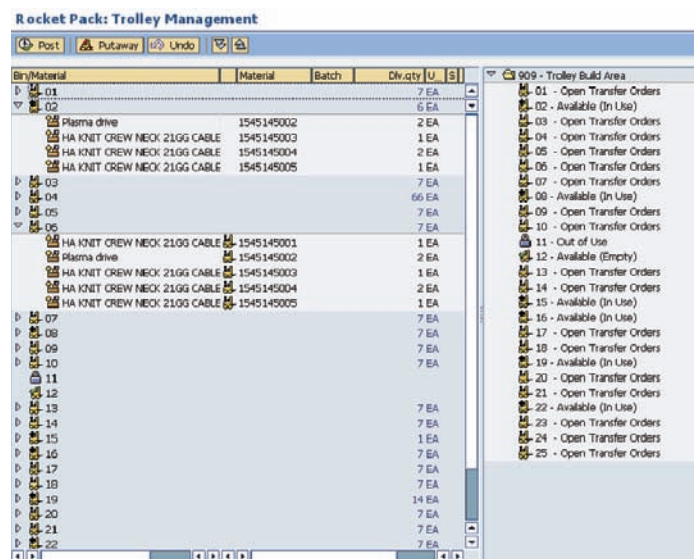 Rocket Pack: Trolley Management
Post Putaway Undo
Bin/Material Material Batch Dlv.qty U_ S
01 7 EA
02 6 EA
Plasma drive 1545145002 2 EA
HA KNIT CREW NECK 21GG CABLE 1545145003 1 EA
HA KNIT CREW NECK 21GG CABLE 1545145004 2 EA
HA KNIT CREW NECK 21GG CABLE 1545145005 1 EA
03 7 EA
04 66 EA
05 7 EA
06 7 EA
HA KNIT CREW NECK 21GG CABLE 1545145001 1 EA
Plasma drive 1545145002 2 EA
HA KNIT CREW NECK 21GG CABLE 1545145003 1 EA
HA KNIT CREW NECK 21GG CABLE 1545145004 2 EA
HA KNIT CREW NECK 21GG CABLE 1545145005 1 EA
07 7 EA
08 7 EA
09 7 EA
10 7 EA
11
12
13 7 EA
14 7 EA
15 1 EA
16 7 EA
17 7 EA
18 7 EA
19 14 EA
20 7 EA
21 7 EA
22 7 EA
909 - Trolley Build Area
01 - Open Transfer Orders
02 - Available (In Use)
03 - Open Transfer Orders
04 - Open Transfer Orders
05 - Open Transfer Orders
06 - Open Transfer Orders
07 - Open Transfer Orders
08 - Available (In Use)
09 - Open Transfer Orders
10 - Open Transfer Orders
11 - Out of Use
12 - Available (Empty)
13 - Open Transfer Orders
14 - Open Transfer Orders
15 - Available (In Use)
16 - Available (In Use)
17 - Open Transfer Orders
18 - Open Transfer Orders
19 - Available (In Use)
20 - Open Transfer Orders
21 - Open Transfer Orders
22 - Available (In Use)
23 - Open Transfer Orders
24 - Open Transfer Orders
25 - Open Transfer Orders